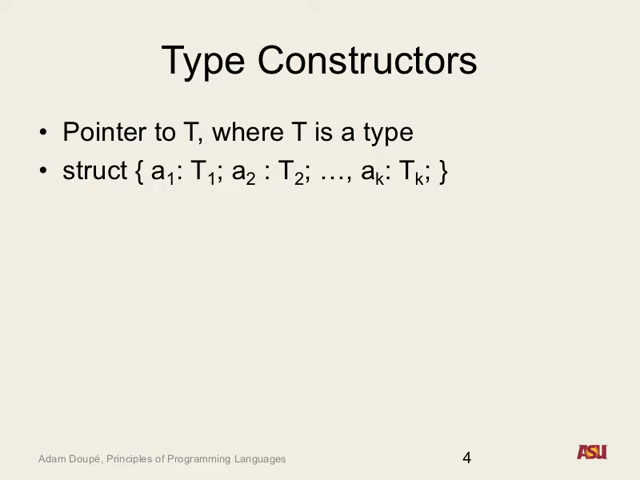 Type Constructors
• Pointer to T, where T is a type
• struct { a₁: T₁; a₂ : T₂; …, aₖ: Tₖ; }
Adam Doupé, Principles of Programming Languages
4
ASU